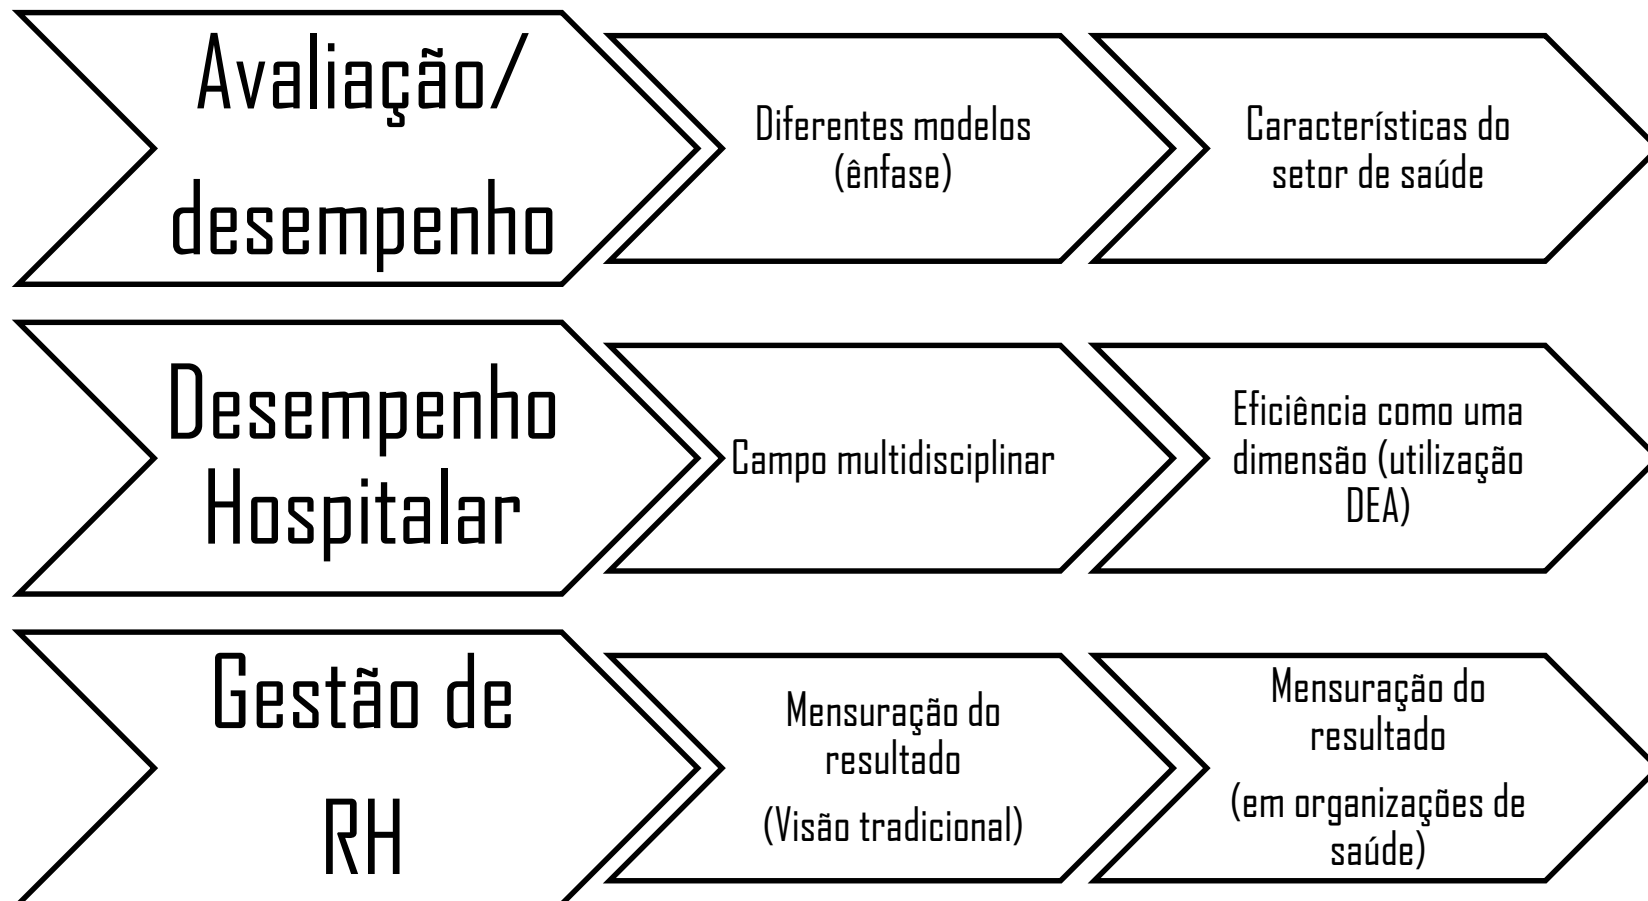 Avaliação/
desempenho
Diferentes modelos
(ênfase)
Características do
setor de saúde
Desempenho
Hospitalar
Campo multidisciplinar
Eficiência como uma
dimensão (utilização
DEA)
Gestão de
RH
Mensuração do
resultado
(Visão tradicional)
Mensuração do
resultado
(em organizações de
saúde)